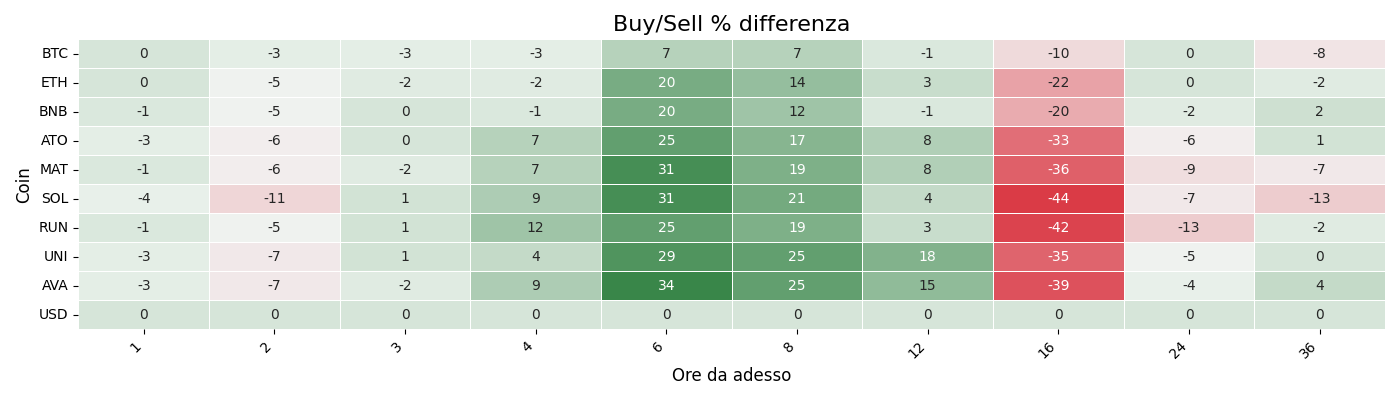 Buy/Sell % differenza
Coin
BTC 0 -3 -3 -3 7 7 -1 -10 0 -8
ETH 0 -5 -2 -2 20 14 3 -22 0 -2
BNB -1 -5 0 -1 20 12 -1 -20 -2 2
ATO -3 -6 0 7 25 17 8 -33 -6 1
MAT -1 -6 -2 7 31 19 8 -36 -9 -7
SOL -4 -11 1 9 31 21 4 -44 -7 -13
RUN -1 -5 1 12 25 19 3 -42 -13 -2
UNI -3 -7 1 4 29 25 18 -35 -5 0
AVA -3 -7 -2 9 34 25 15 -39 -4 4
USD 0 0 0 0 0 0 0 0 0 0
1 2 3 4 6 8 12 16 24 36
Ore da adesso